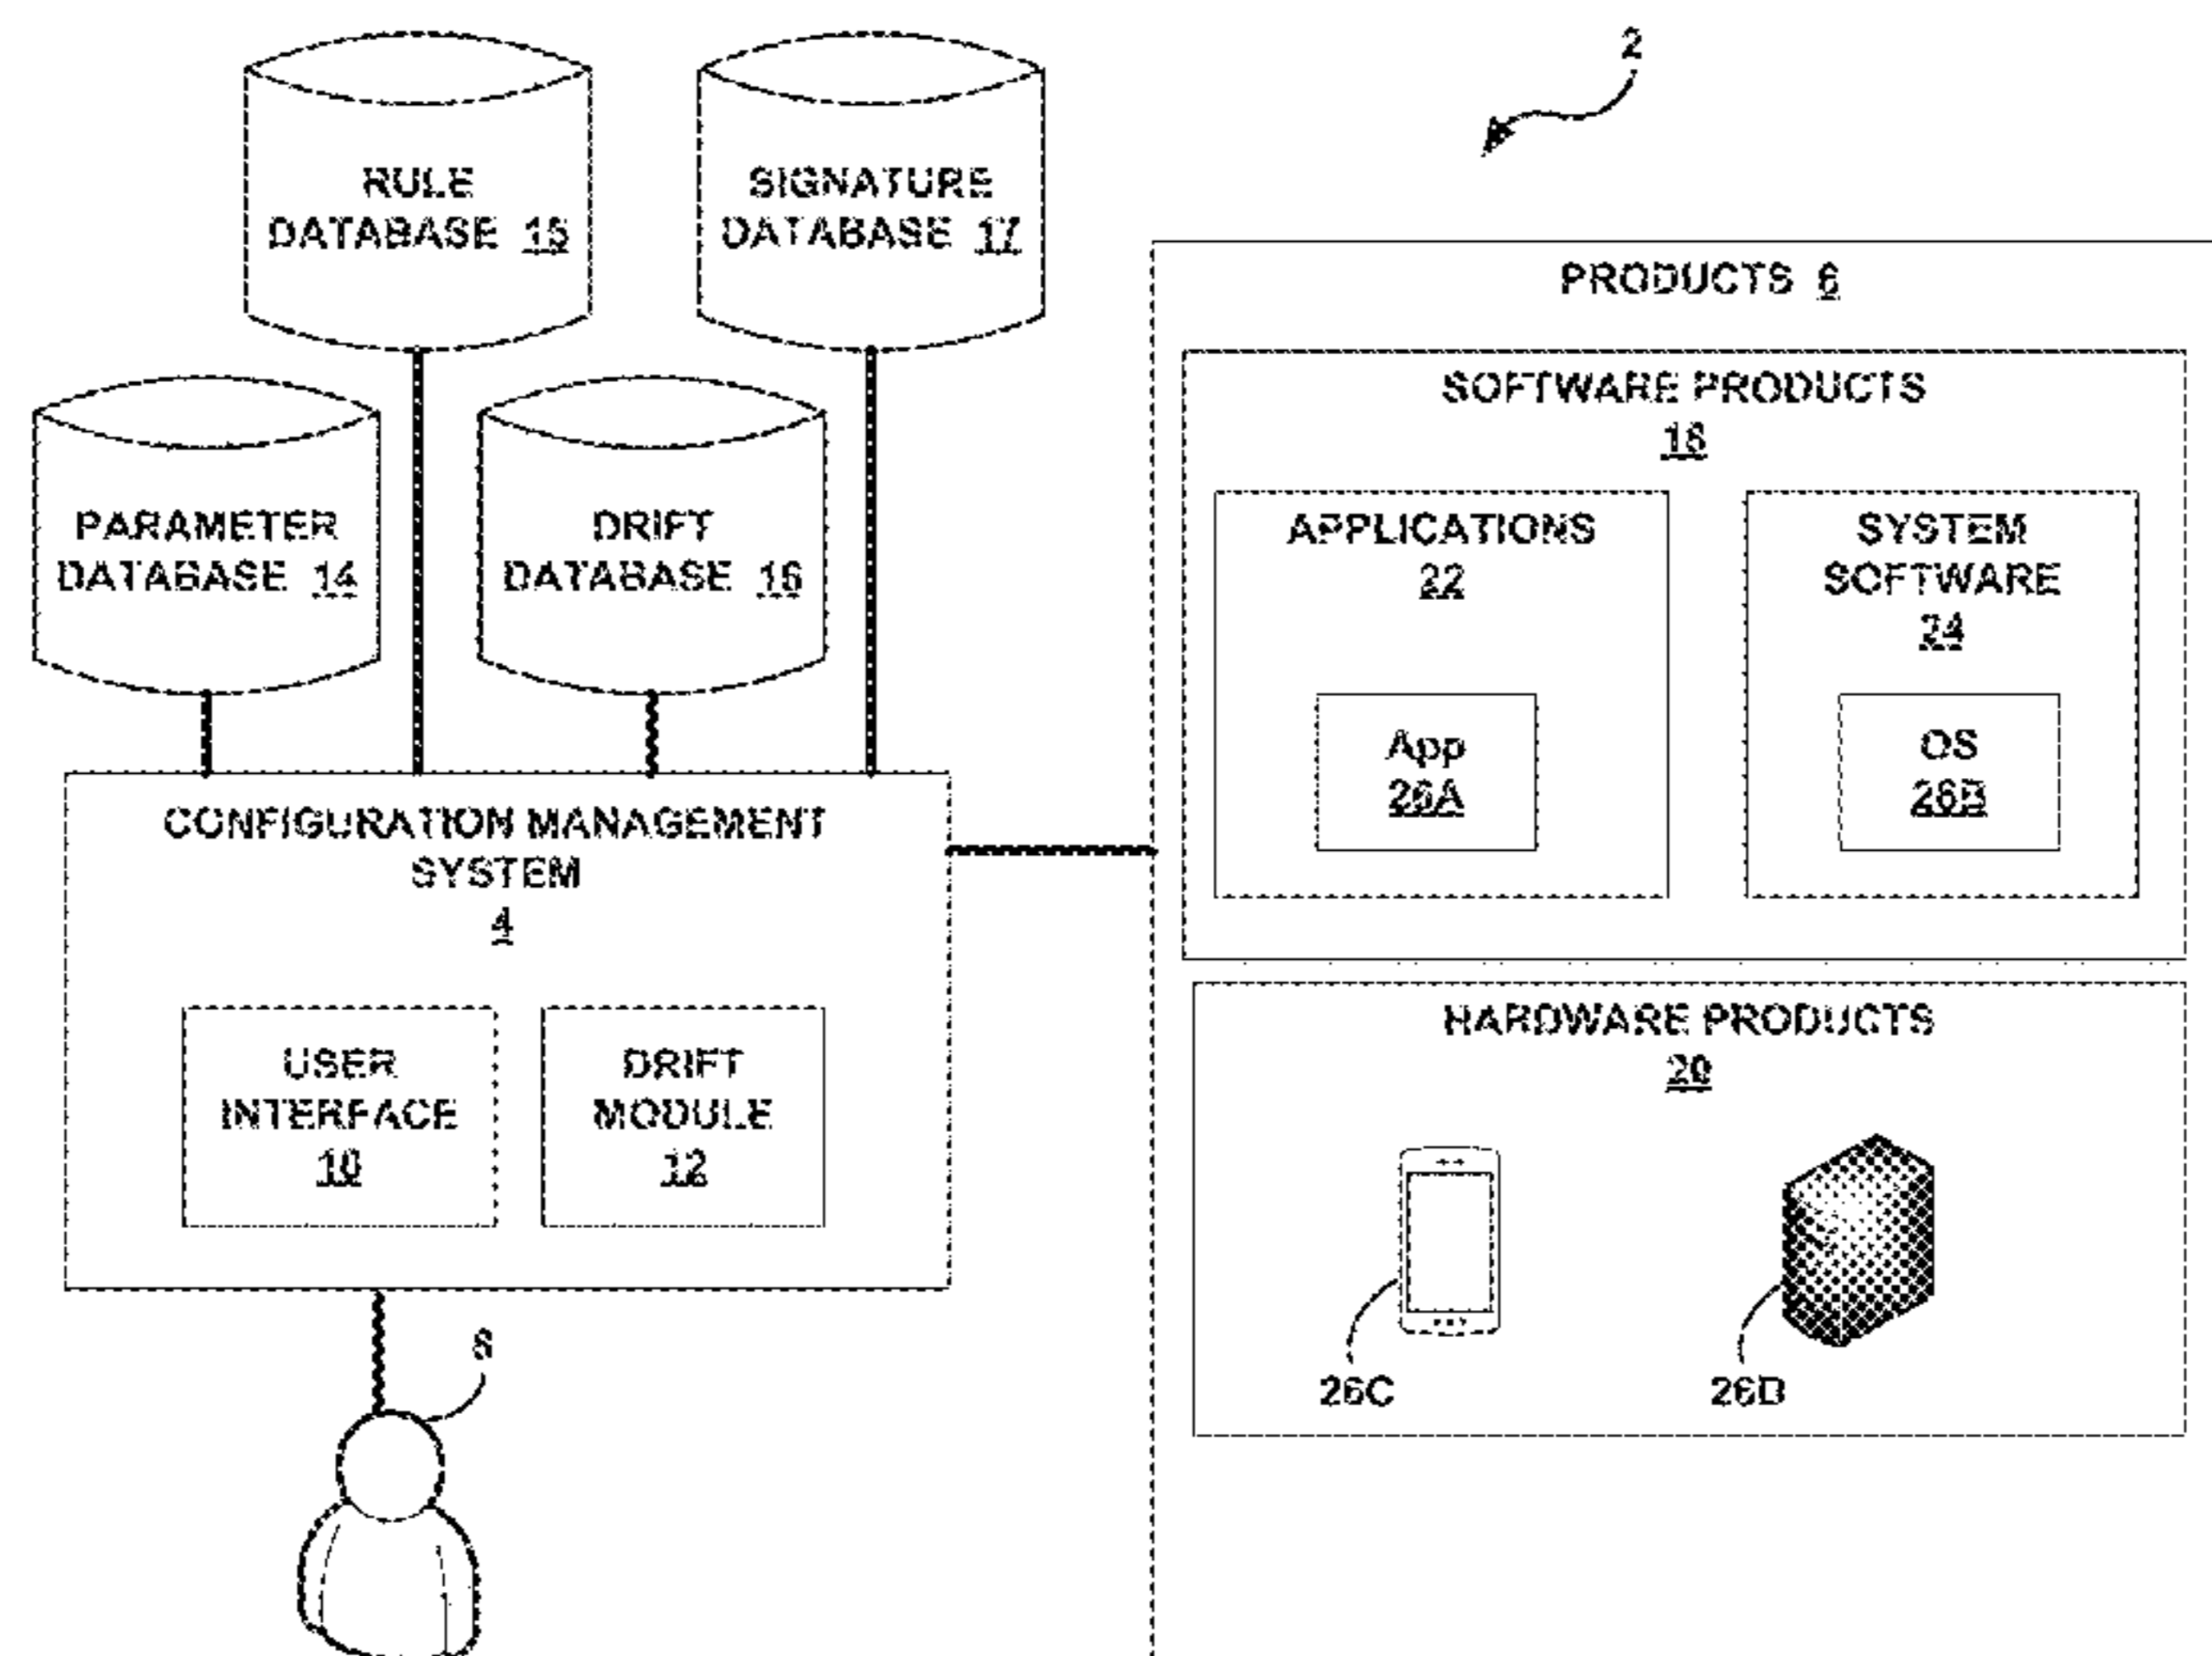 2
RULE
DATABASE 15
SIGNATURE
DATABASE 17
PARAMETER
DATABASE 14
DRIFT
DATABASE 16
CONFIGURATION MANAGEMENT
SYSTEM
4
USER
INTERFACE
10
DRIFT
MODULE
12
8
PRODUCTS 6
SOFTWARE PRODUCTS
18
APPLICATIONS
22
App
26A
SYSTEM
SOFTWARE
24
OS
26B
HARDWARE PRODUCTS
20
26C
26D